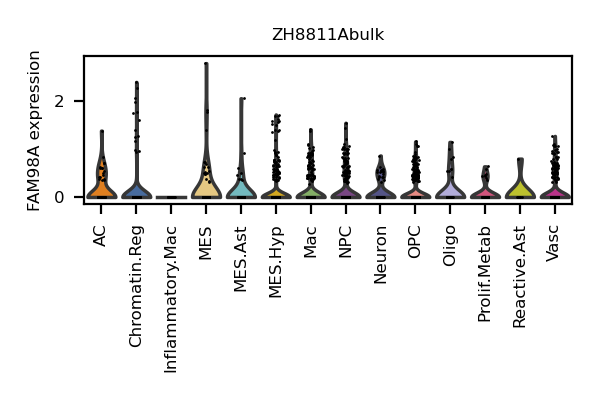 ZH8811Abulk
FAM98A expression
2
0
AC
Chromatin.Reg
Inflammatory.Mac
MES
MES.Ast
MES.Hyp
Mac
NPC
Neuron
OPC
Oligo
Prolif.Metab
Reactive.Ast
Vasc